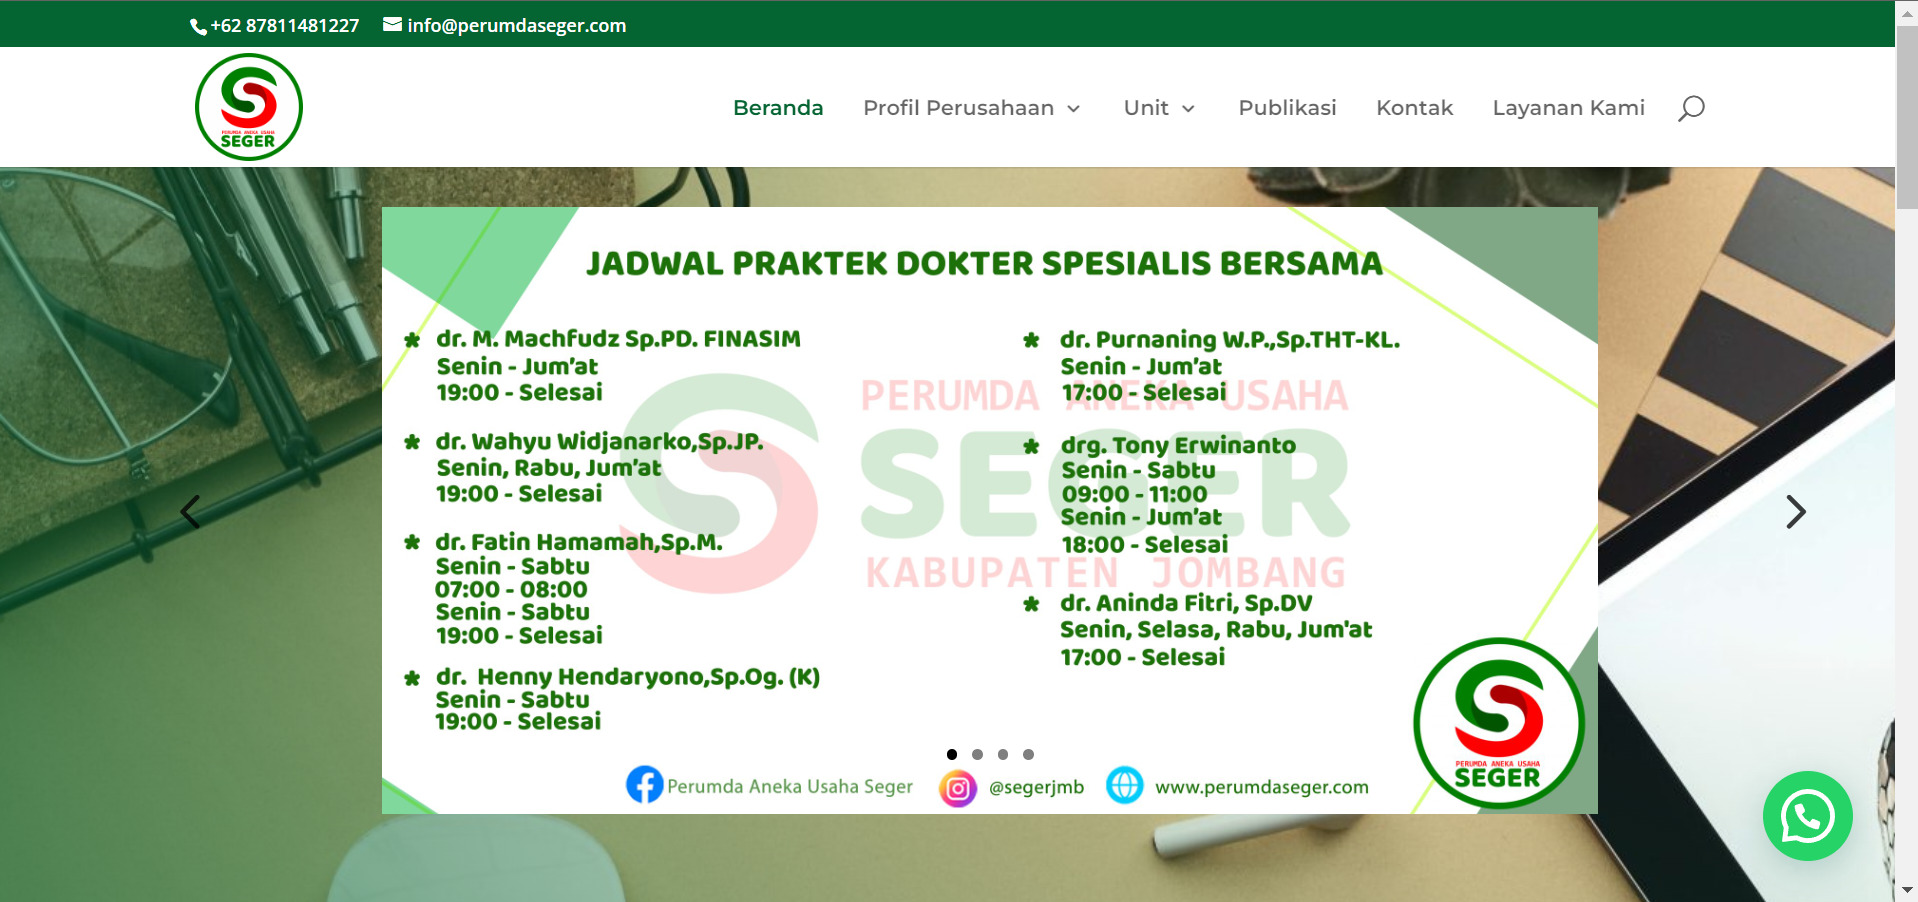 +62 87811481227 info@perumdaseger.com
PERUMDA ANEKA USAHA
SEGER
Beranda Profil Perusahaan Unit Publikasi Kontak Layanan Kami
JADWAL PRAKTEK DOKTER SPESIALIS BERSAMA
* dr. M. Machfudz Sp.PD. FINASIM
Senin - Jum'at
19:00 - Selesai
* dr. Wahyu Widjanarko,Sp.JP.
Senin, Rabu, Jum'at
19:00 - Selesai
* dr. Fatin Hamamah,Sp.M.
Senin - Sabtu
07:00 - 08:00
Senin - Sabtu
19:00 - Selesai
* dr. Henny Hendaryono,Sp.Og. (K)
Senin - Sabtu
19:00 - Selesai
* dr. Purnaning W.P.,Sp.THT-KL.
Senin - Jum'at
17:00 - Selesai
* drg. Tony Erwinanto
Senin - Sabtu
09:00 - 11:00
Senin - Jum'at
18:00 - Selesai
* dr. Aninda Fitri, Sp.DV
Senin, Selasa, Rabu, Jum'at
17:00 - Selesai
PERUMDA ANEKA USAHA
SEGER
KABUPATEN JOMBANG
PERUMDA ANEKA USAHA
SEGER
Perumda Aneka Usaha Seger @segerjmb www.perumdaseger.com